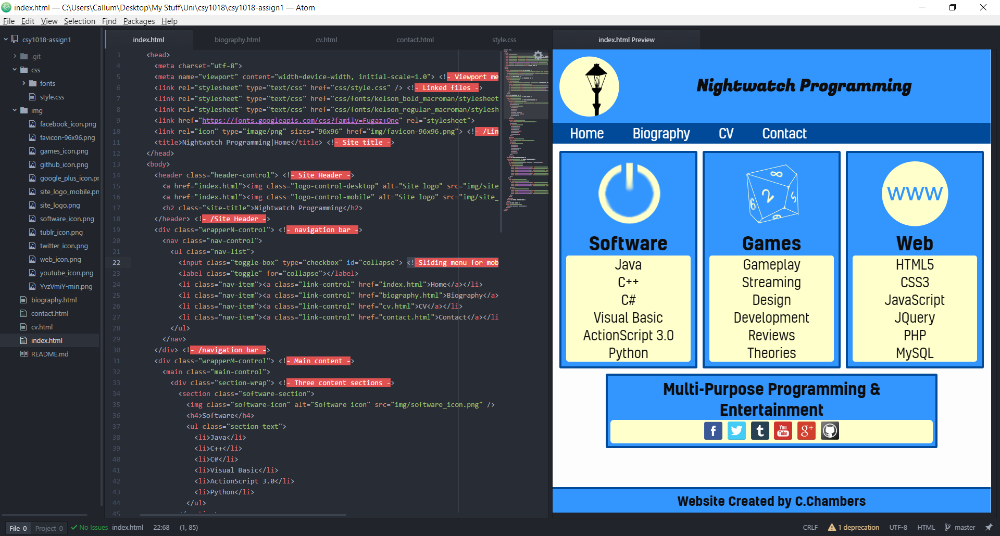 index.html — C:\Users\Callum\Desktop\My Stuff\Uni\csy1018\csy1018-assign1 — Atom
File Edit View Selection Find Packages Help
csy1018-assign1
.git
css
fonts
style.css
img
facebook_icon.png
favicon-96x96.png
games_icon.png
github_icon.png
google_plus_icon.pr
site_logo_mobile.pn
site_logo.png
software_icon.png
tublr_icon.png
twitter_icon.png
web_icon.png
youtube_icon.png
YvzVmiY-min.png
biography.html
contact.html
cv.html
index.html
README.md
index.html biography.html cv.html contact.html style.css
3 <head>
4 <meta charset="utf-8">
5 <meta name="viewport" content="width=device-width, initial-scale=1.0"> <!- Viewport me
6 <link rel="stylesheet" type="text/css" href="css/style.css" /> <!- Linked files ->
7 <link rel="stylesheet" type="text/css" href="css/fonts/kelson_bold_macroman/stylesheet
8 <link rel="stylesheet" type="text/css" href="css/fonts/kelson_regular_macroman/stylesh
9 <link href="https://fonts.googleapis.com/css?family=Fugaz+One" rel="stylesheet">
10 <link rel="icon" type="image/png" sizes="96x96" href="img/favicon-96x96.png"> <!- /Lin
11 <title>Nightwatch Programming|Home</title> <!- Site title ->
12 </head>
13 <body>
14 <header class="header-control"> <!- Site Header ->
15 <a href="index.html"><img class="logo-control-desktop" alt="Site logo" src="img/site
16 <a href="index.html"><img class="logo-control-mobile" alt="Site logo" src="img/site_
17 <h2 class="site-title">Nightwatch Programming</h2>
18 </header> <!- /Site Header ->
19 <div class="wrapperN-control"> <!- navigation bar ->
20 <nav class="nav-control">
21 <ul class="nav-list">
22 <input class="toggle-box" type="checkbox" id="collapse"> <!-Sliding menu for mob
23 <label class="toggle" for="collapse"></label>
24 <li class="nav-item"><a class="link-control" href="index.html">Home</a></li>
25 <li class="nav-item"><a class="link-control" href="biography.html">Biography</a>
26 <li class="nav-item"><a class="link-control" href="cv.html">CV</a></li>
27 <li class="nav-item"><a class="link-control" href="contact.html">Contact</a></li
28 </ul>
29 </nav>
30 </div> <!- /navigation bar ->
31 <div class="wrapperM-control"> <!- Main content ->
32 <main class="main-control">
33 <div class="section-wrap"> <!- Three content sections ->
34 <section class="software-section">
35 <img class="software-icon" alt="Software icon" src="img/software_icon.png" />
36 <h4>Software</h4>
37 <ul class="section-text">
38 <li>Java</li>
39 <li>C++</li>
40 <li>C#</li>
41 <li>Visual Basic</li>
42 <li>ActionScript 3.0</li>
43 <li>Python</li>
44 </ul>
45
index.html Preview
Nightwatch Programming
Home Biography CV Contact
Software
Java
C++
C#
Visual Basic
ActionScript 3.0
Python
∞
2
5
6
6
Games
Gameplay
Streaming
Design
Development
Reviews
Theories
WWW
Web
HTML5
CSS3
JavaScript
JQuery
PHP
MySQL
Multi-Purpose Programming &
Entertainment
f t You Tube g+
Website Created by C.Chambers
File 0 Project 0 No Issues index.html 22:68 (1, 85) CRLF 1 deprecation UTF-8 HTML master